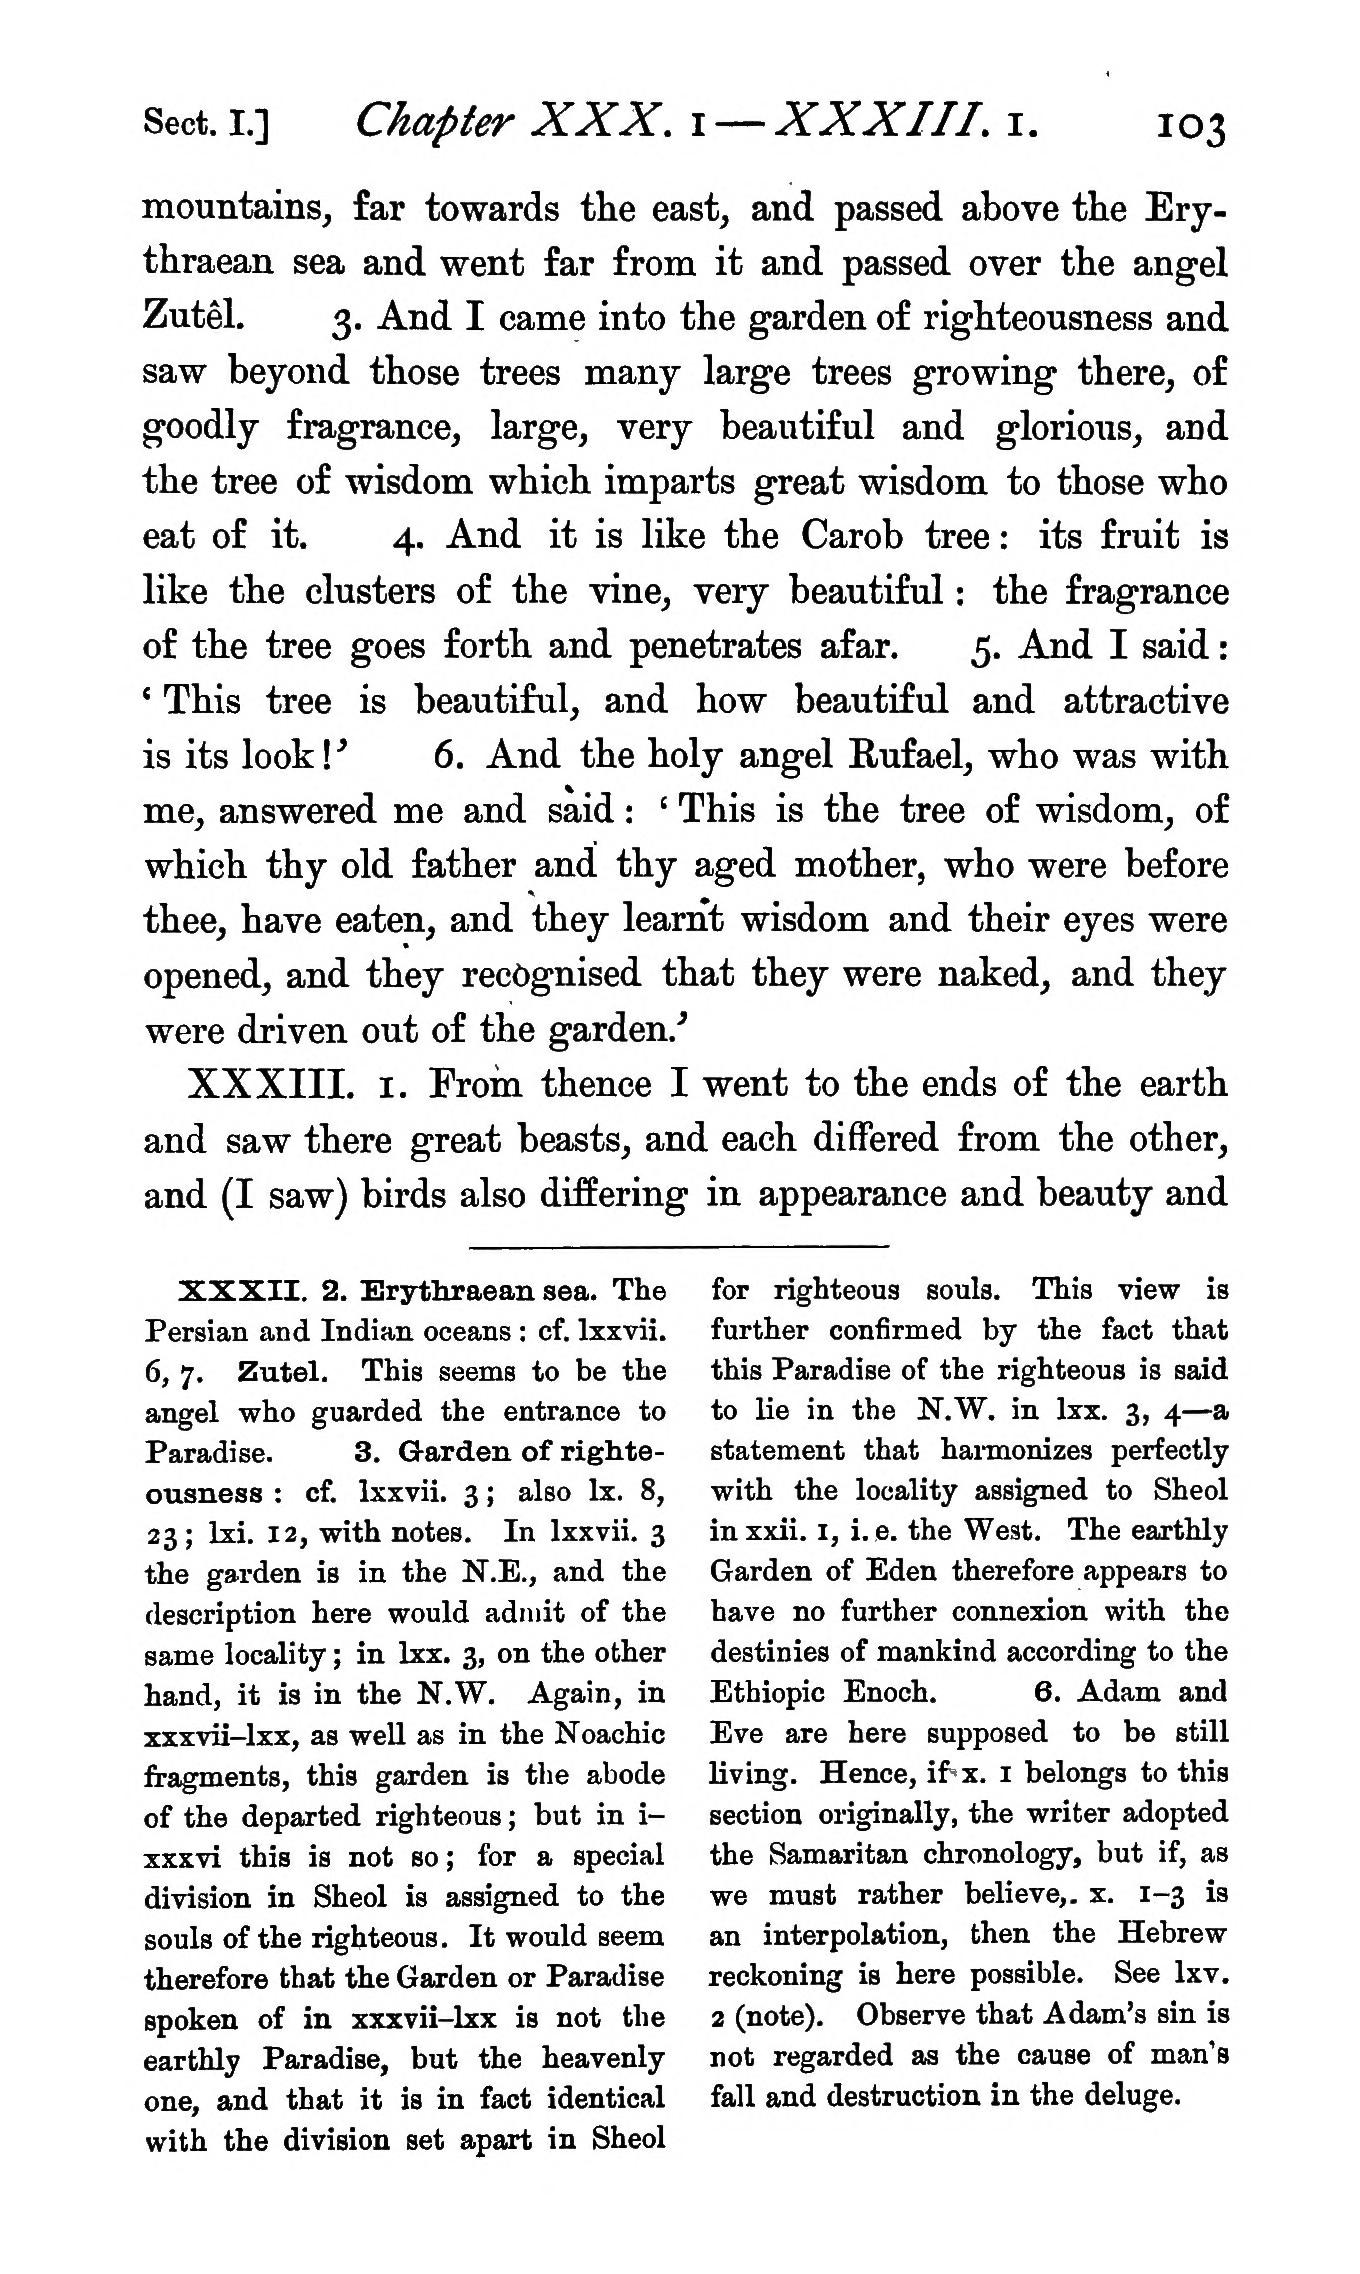 Sect. I.] Chapter XXX. 1—XXXIII. 1. 103
mountains, far towards the east, and passed above the Ery-
thraean sea and went far from it and passed over the angel
Zutêl. 3. And I came into the garden of righteousness and
saw beyond those trees many large trees growing there, of
goodly fragrance, large, very beautiful and glorious, and
the tree of wisdom which imparts great wisdom to those who
eat of it. 4. And it is like the Carob tree: its fruit is
like the clusters of the vine, very beautiful: the fragrance
of the tree goes forth and penetrates afar. 5. And I said:
‘This tree is beautiful, and how beautiful and attractive
is its look!’ 6. And the holy angel Rufael, who was with
me, answered me and said: ‘This is the tree of wisdom, of
which thy old father and thy aged mother, who were before
thee, have eaten, and they learnt wisdom and their eyes were
opened, and they recognised that they were naked, and they
were driven out of the garden.’
XXXIII. 1. From thence I went to the ends of the earth
and saw there great beasts, and each differed from the other,
and (I saw) birds also differing in appearance and beauty and
XXXII. 2. Erythraean sea. The
Persian and Indian oceans: cf. lxxvii.
6, 7. Zutel. This seems to be the
angel who guarded the entrance to
Paradise. 3. Garden of righte-
ousness: cf. lxxvii. 3; also lx. 8,
23; lxi. 12, with notes. In lxxvii. 3
the garden is in the N.E., and the
description here would admit of the
same locality; in lxx. 3, on the other
hand, it is in the N.W. Again, in
xxxvii–lxx, as well as in the Noachic
fragments, this garden is the abode
of the departed righteous; but in i–
xxxvi this is not so; for a special
division in Sheol is assigned to the
souls of the righteous. It would seem
therefore that the Garden or Paradise
spoken of in xxxvii–lxx is not the
earthly Paradise, but the heavenly
one, and that it is in fact identical
with the division set apart in Sheol
for righteous souls. This view is
further confirmed by the fact that
this Paradise of the righteous is said
to lie in the N.W. in lxx. 3, 4—a
statement that harmonizes perfectly
with the locality assigned to Sheol
in xxii. 1, i.e. the West. The earthly
Garden of Eden therefore appears to
have no further connexion with the
destinies of mankind according to the
Ethiopic Enoch. 6. Adam and
Eve are here supposed to be still
living. Hence, if x. 1 belongs to this
section originally, the writer adopted
the Samaritan chronology, but if, as
we must rather believe, x. 1–3 is
an interpolation, then the Hebrew
reckoning is here possible. See lxv.
2 (note). Observe that Adam's sin is
not regarded as the cause of man's
fall and destruction in the deluge.